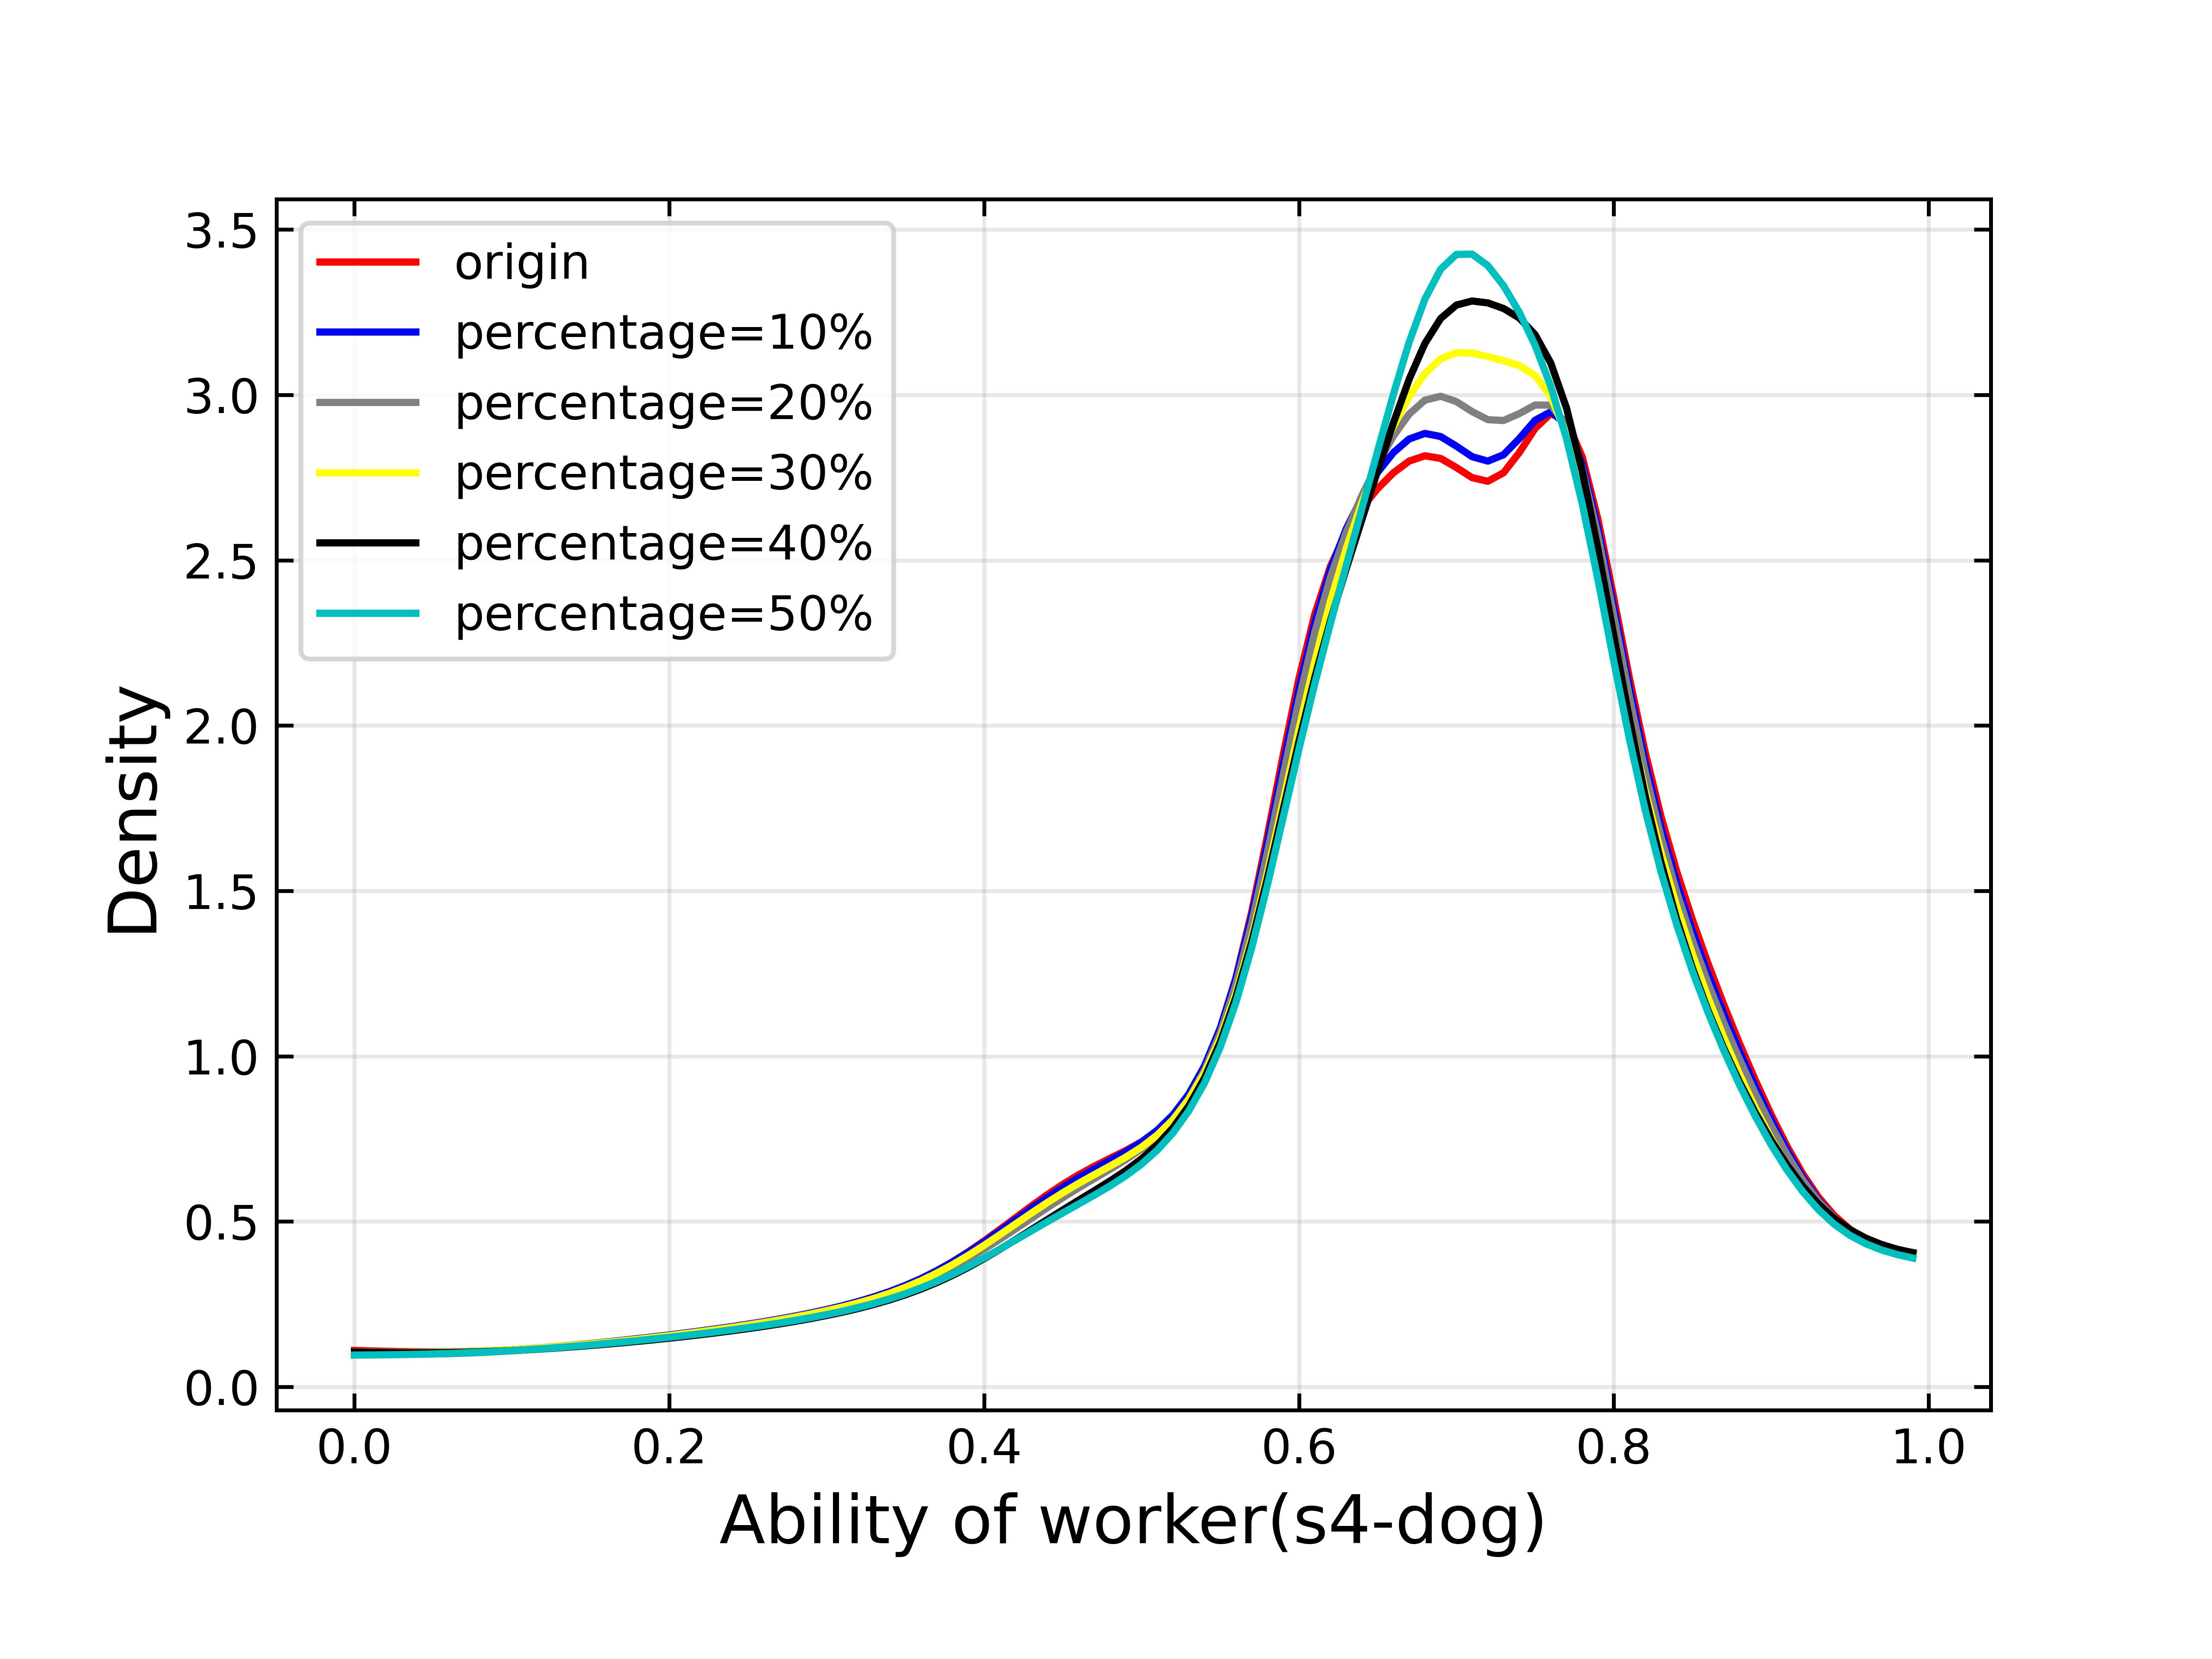 3.5
3.0
2.5
2.0
1.5
1.0
0.5
0.0
Density
origin
percentage=10%
percentage=20%
percentage=30%
percentage=40%
percentage=50%
0.0 0.2 0.4 0.6 0.8 1.0
Ability of worker(s4-dog)